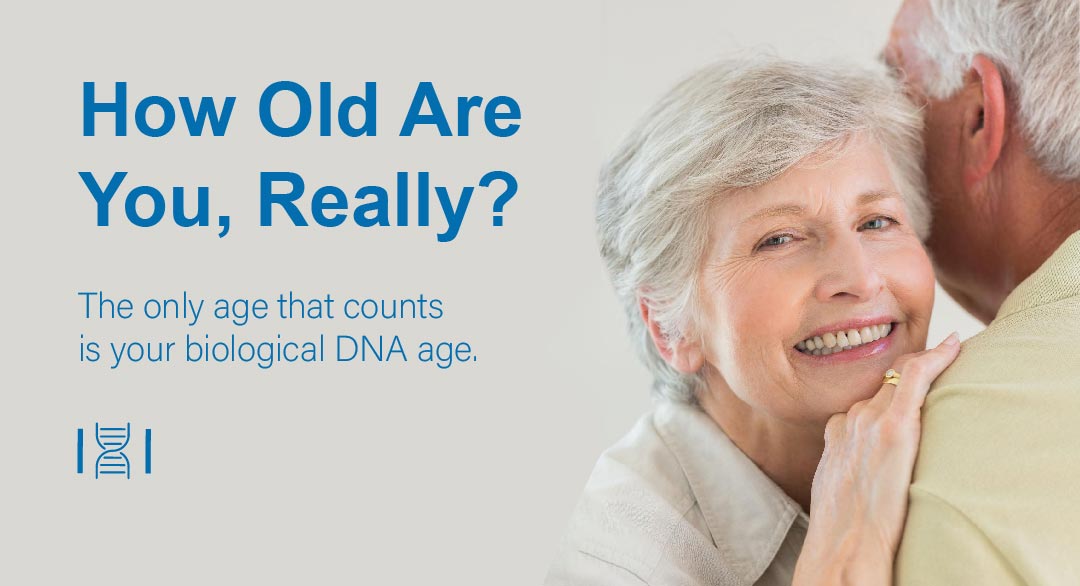 How Old Are
You, Really?
The only age that counts
is your biological DNA age.